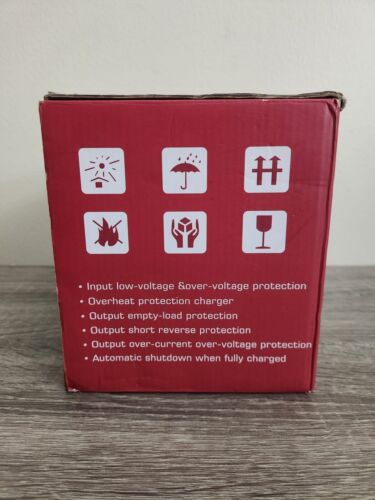 • Input low-voltage &over-voltage protection
• Overheat protection charger
• Output empty-load protection
• Output short reverse protection
• Output over-current over-voltage protection
• Automatic shutdown when fully charged